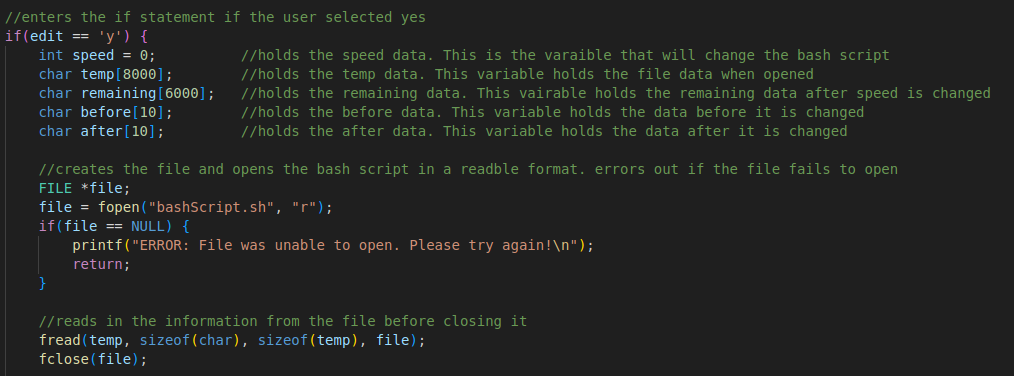 //enters the if statement if the user selected yes
if(edit == 'y') {
    int speed = 0;          //holds the speed data. This is the varaible that will change the bash script
    char temp[8000];        //holds the temp data. This variable holds the file data when opened
    char remaining[6000];   //holds the remaining data. This vairable holds the remaining data after speed is changed
    char before[10];        //holds the before data. This variable holds the data before it is changed
    char after[10];         //holds the after data. This variable holds the data after it is changed

    //creates the file and opens the bash script in a readble format. errors out if the file fails to open
    FILE *file;
    file = fopen("bashScript.sh", "r");
    if(file == NULL) {
        printf("ERROR: File was unable to open. Please try again!\n");
        return;
    }

    //reads in the information from the file before closing it
    fread(temp, sizeof(char), sizeof(temp), file);
    fclose(file);